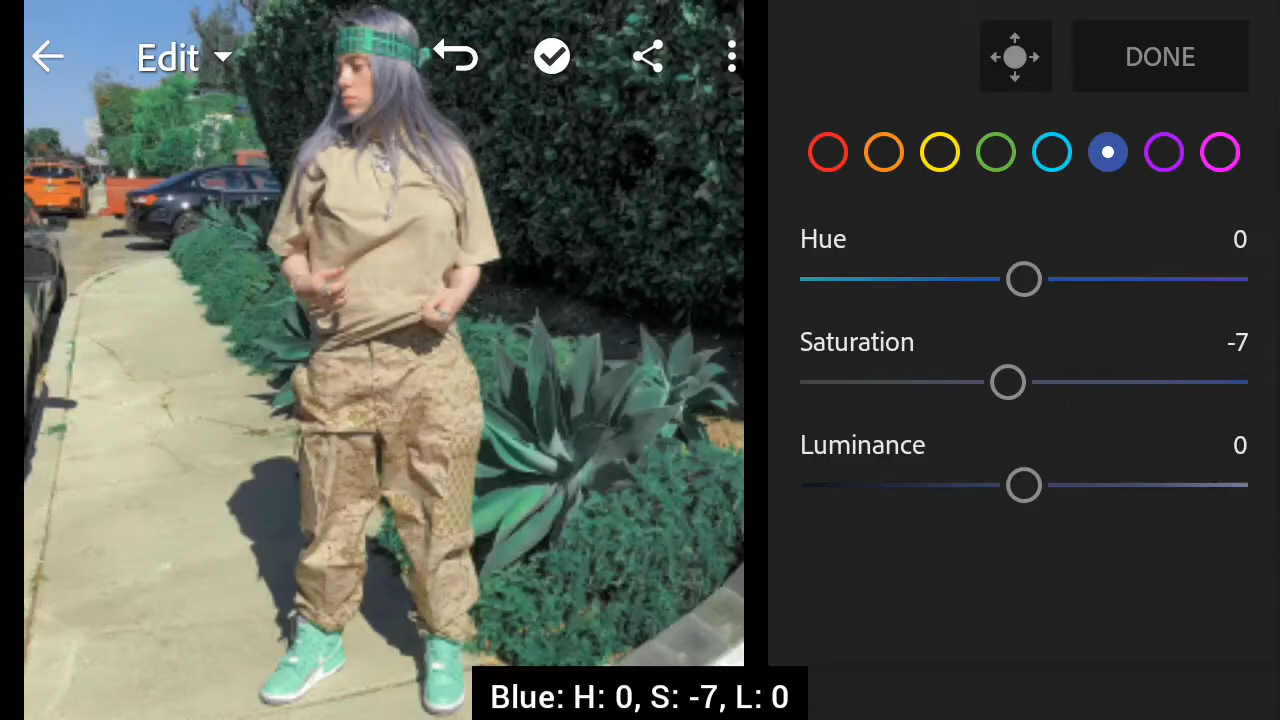 Edit
DONE
Hue 0
Saturation -7
Luminance 0
Blue: H: 0, S: -7, L: 0